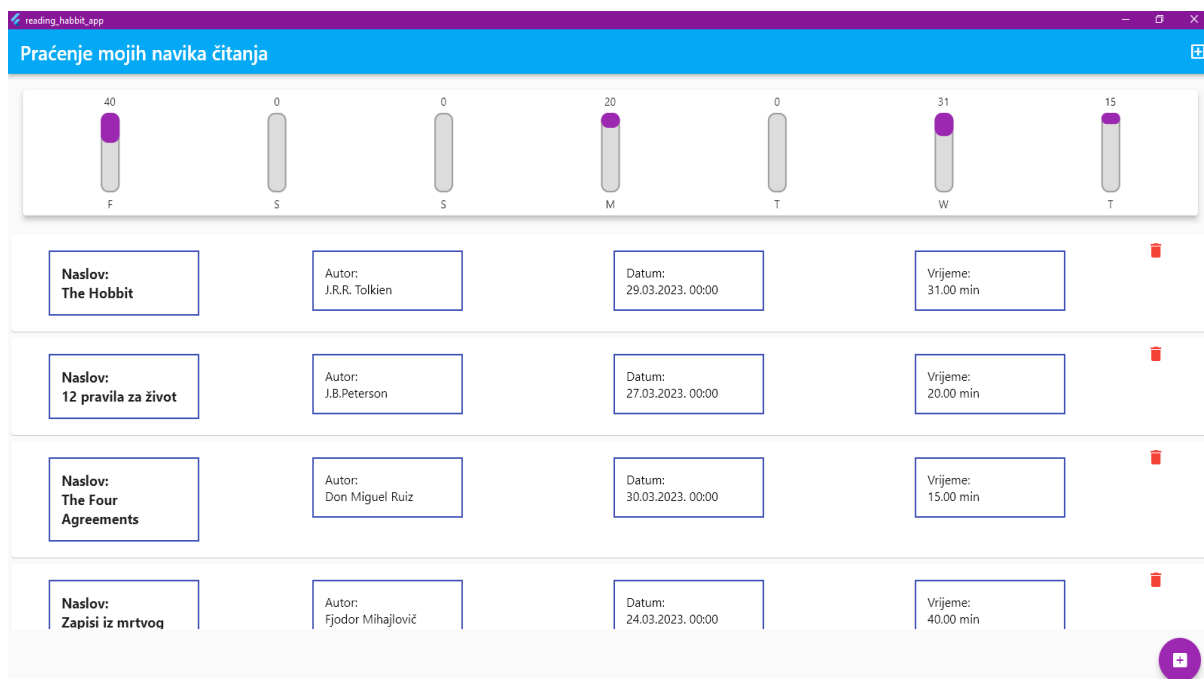 reading_habbit_app
Praćenje mojih navika čitanja
40 0 0 20 0 31 15
F S S M T W T
Naslov:
The Hobbit
Autor:
J.R.R. Tolkien
Datum:
29.03.2023. 00:00
Vrijeme:
31.00 min
Naslov:
12 pravila za život
Autor:
J.B.Peterson
Datum:
27.03.2023. 00:00
Vrijeme:
20.00 min
Naslov:
The Four
Agreements
Autor:
Don Miguel Ruiz
Datum:
30.03.2023. 00:00
Vrijeme:
15.00 min
Naslov:
Zapisi iz mrtvog
Autor:
Fjodor Mihajlovič
Datum:
24.03.2023. 00:00
Vrijeme:
40.00 min